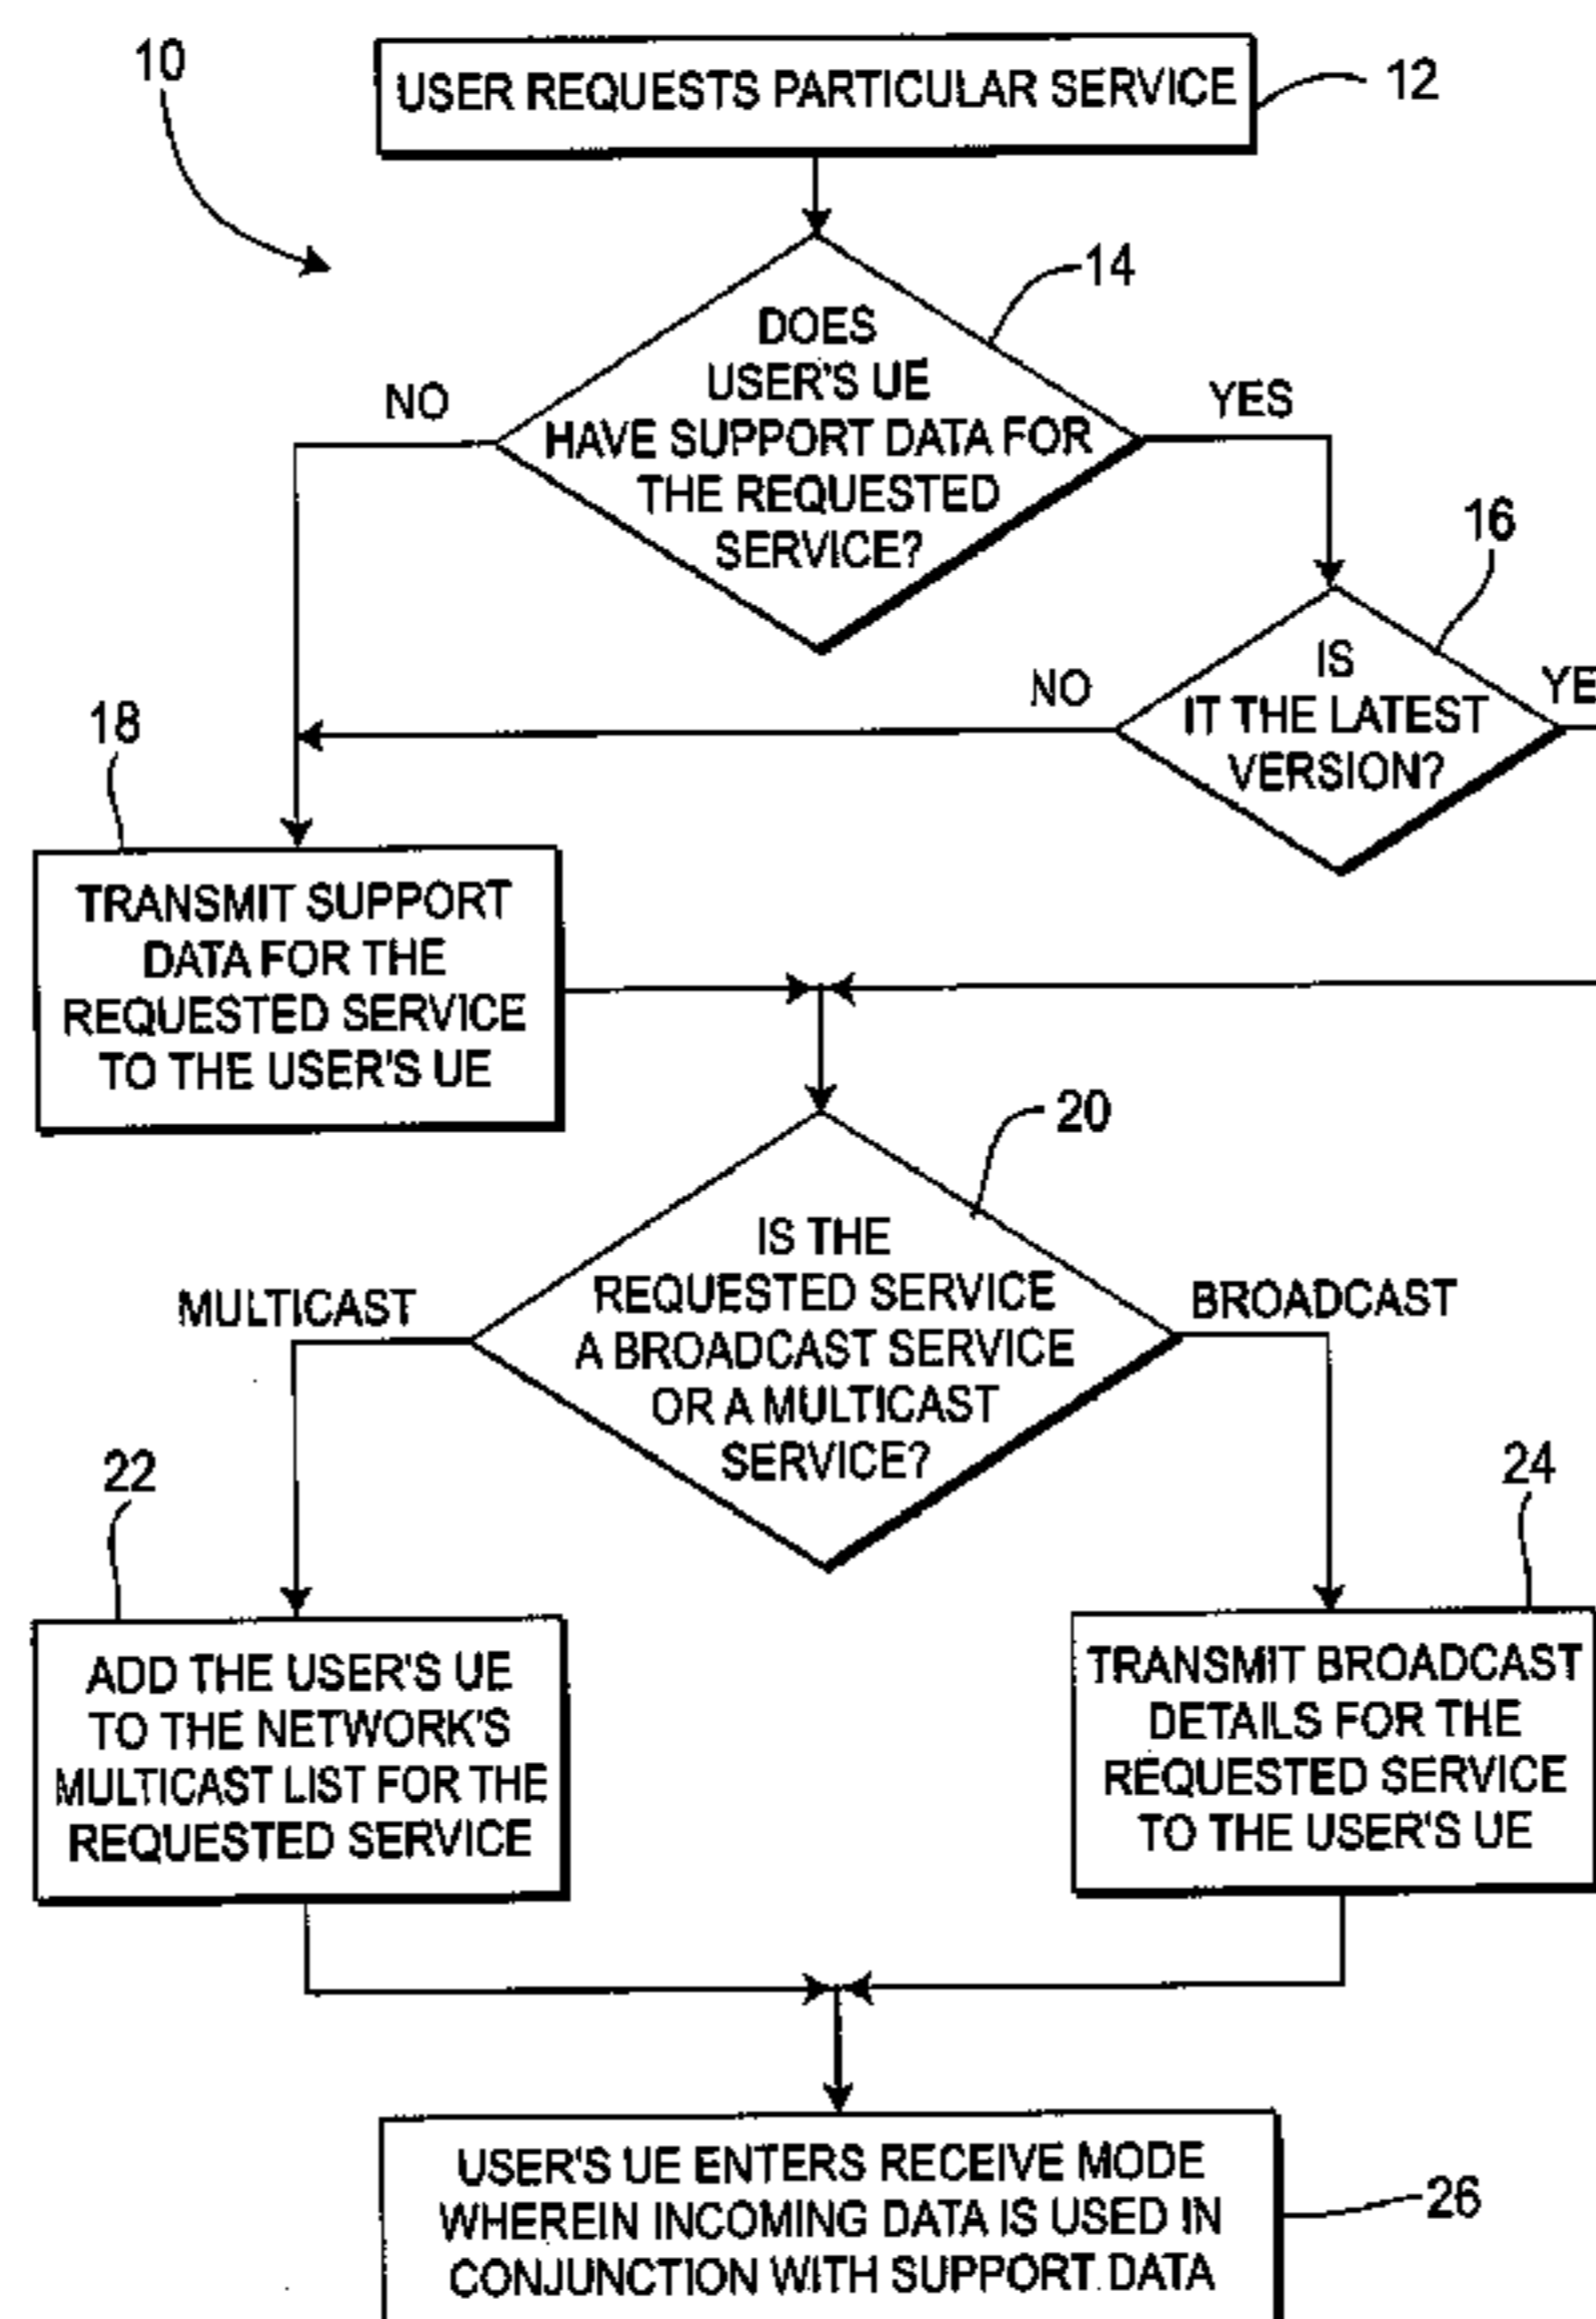 10
USER REQUESTS PARTICULAR SERVICE
12
14
DOES
USER'S UE
HAVE SUPPORT DATA FOR
THE REQUESTED
SERVICE?
NO
YES
16
IS
IT THE LATEST
VERSION?
NO
YE
18
TRANSMIT SUPPORT
DATA FOR THE
REQUESTED SERVICE
TO THE USER'S UE
20
IS THE
REQUESTED SERVICE
A BROADCAST SERVICE
OR A MULTICAST
SERVICE?
MULTICAST
BROADCAST
22
ADD THE USER'S UE
TO THE NETWORK'S
MULTICAST LIST FOR THE
REQUESTED SERVICE
24
TRANSMIT BROADCAST
DETAILS FOR THE
REQUESTED SERVICE
TO THE USER'S UE
USER'S UE ENTERS RECEIVE MODE
WHEREIN INCOMING DATA IS USED IN
CONJUNCTION WITH SUPPORT DATA
26